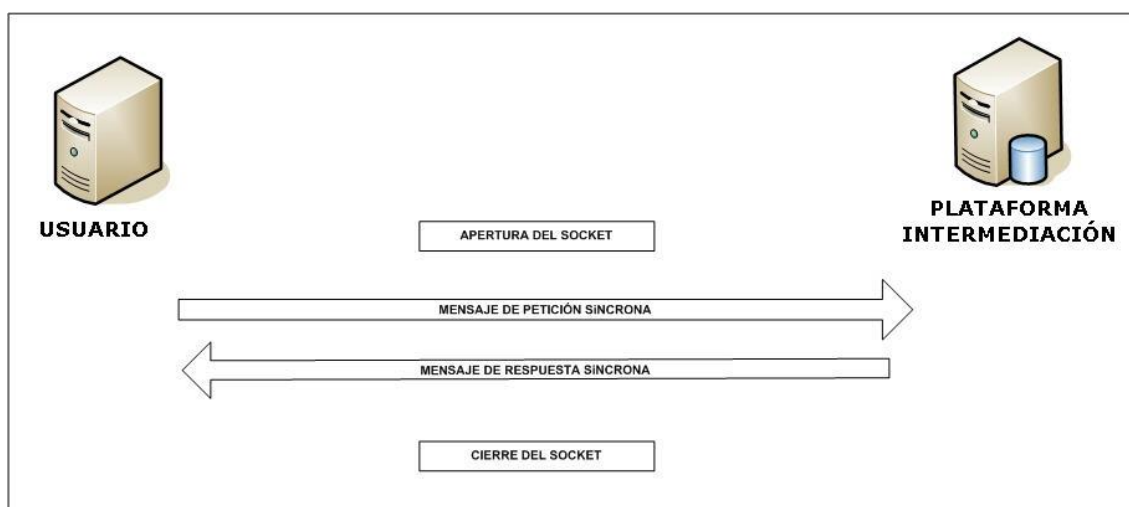 USUARIO
PLATAFORMA
INTERMEDIACIÓN
APERTURA DEL SOCKET
MENSAJE DE PETICIÓN SíNCRONA
MENSAJE DE RESPUESTA SíNCRONA
CIERRE DEL SOCKET